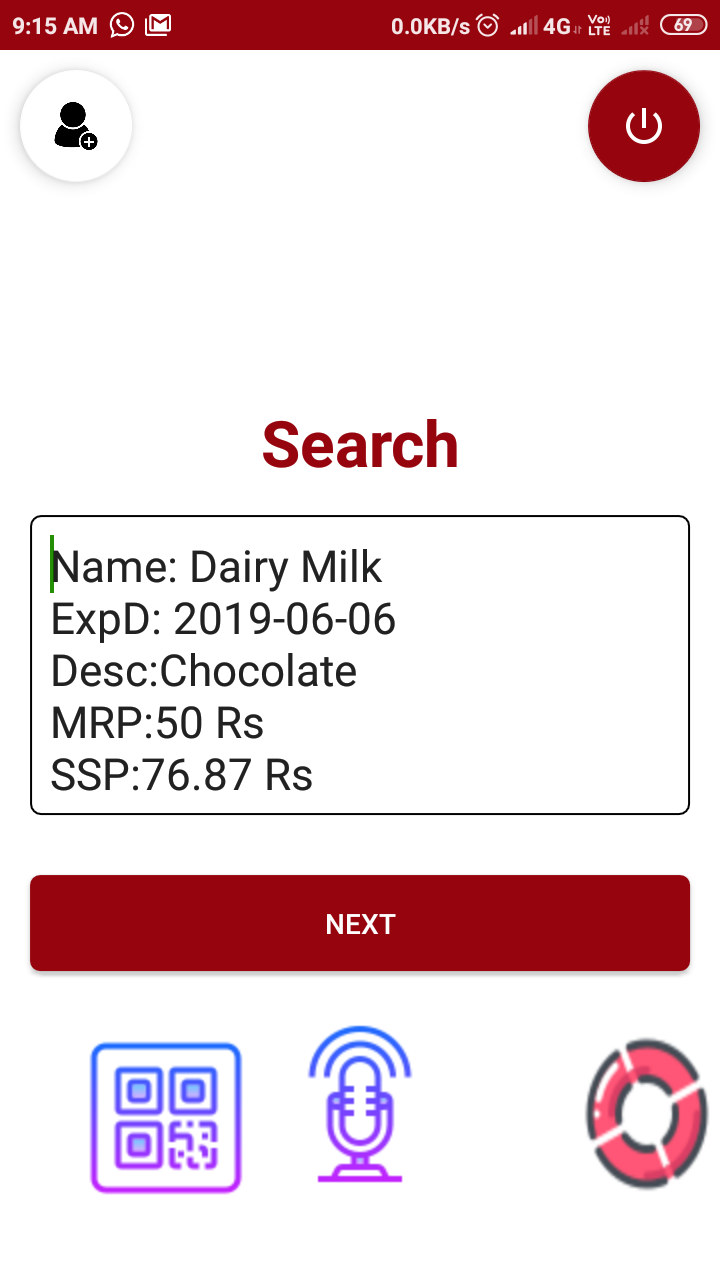 9:15 AM 0.0KB/s 4G Vo) LTE 69
Search
Name: Dairy Milk
ExpD: 2019-06-06
Desc:Chocolate
MRP:50 Rs
SSP:76.87 Rs
NEXT